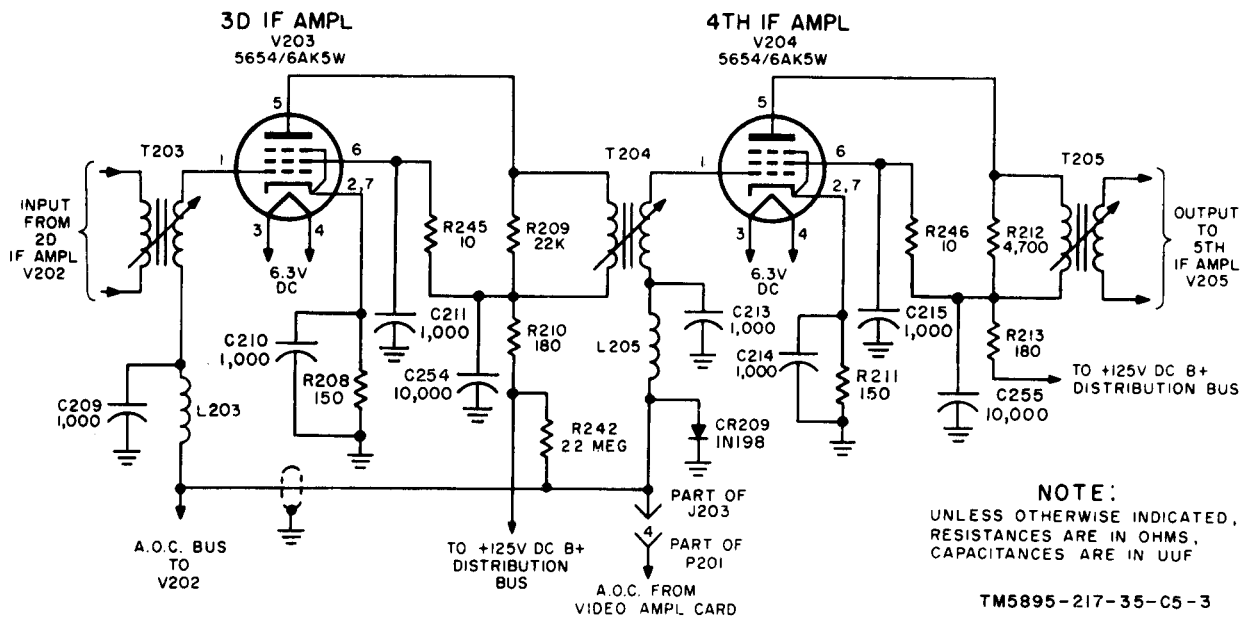 3D IF AMPL
V203
5654/6AK5W
4TH IF AMPL
V204
5654/6AK5W
5
5
T203
1
6
2,7
3
4
6.3V
DC
T204
1
6
2,7
3
4
6.3V
DC
T205
INPUT
FROM
2D
IF AMPL
V202
OUTPUT
TO
5TH
IF AMPL
V205
R245
10
R209
22K
R246
10
R212
4,700
C210
1,000
C211
1,000
R210
180
C213
1,000
C215
1,000
R213
180
L205
C214
1,000
C209
1,000
L203
R208
150
C254
10,000
R211
150
C255
10,000
TO +125V DC B+
DISTRIBUTION BUS
R242
22 MEG
CR209
IN198
A.O.C. BUS
TO
V202
TO +125V DC B+
DISTRIBUTION
BUS
PART OF
J203
4
PART OF
P201
A.O.C. FROM
VIDEO AMPL CARD
NOTE:
UNLESS OTHERWISE INDICATED,
RESISTANCES ARE IN OHMS,
CAPACITANCES ARE IN UUF
TM5895-217-35-C5-3